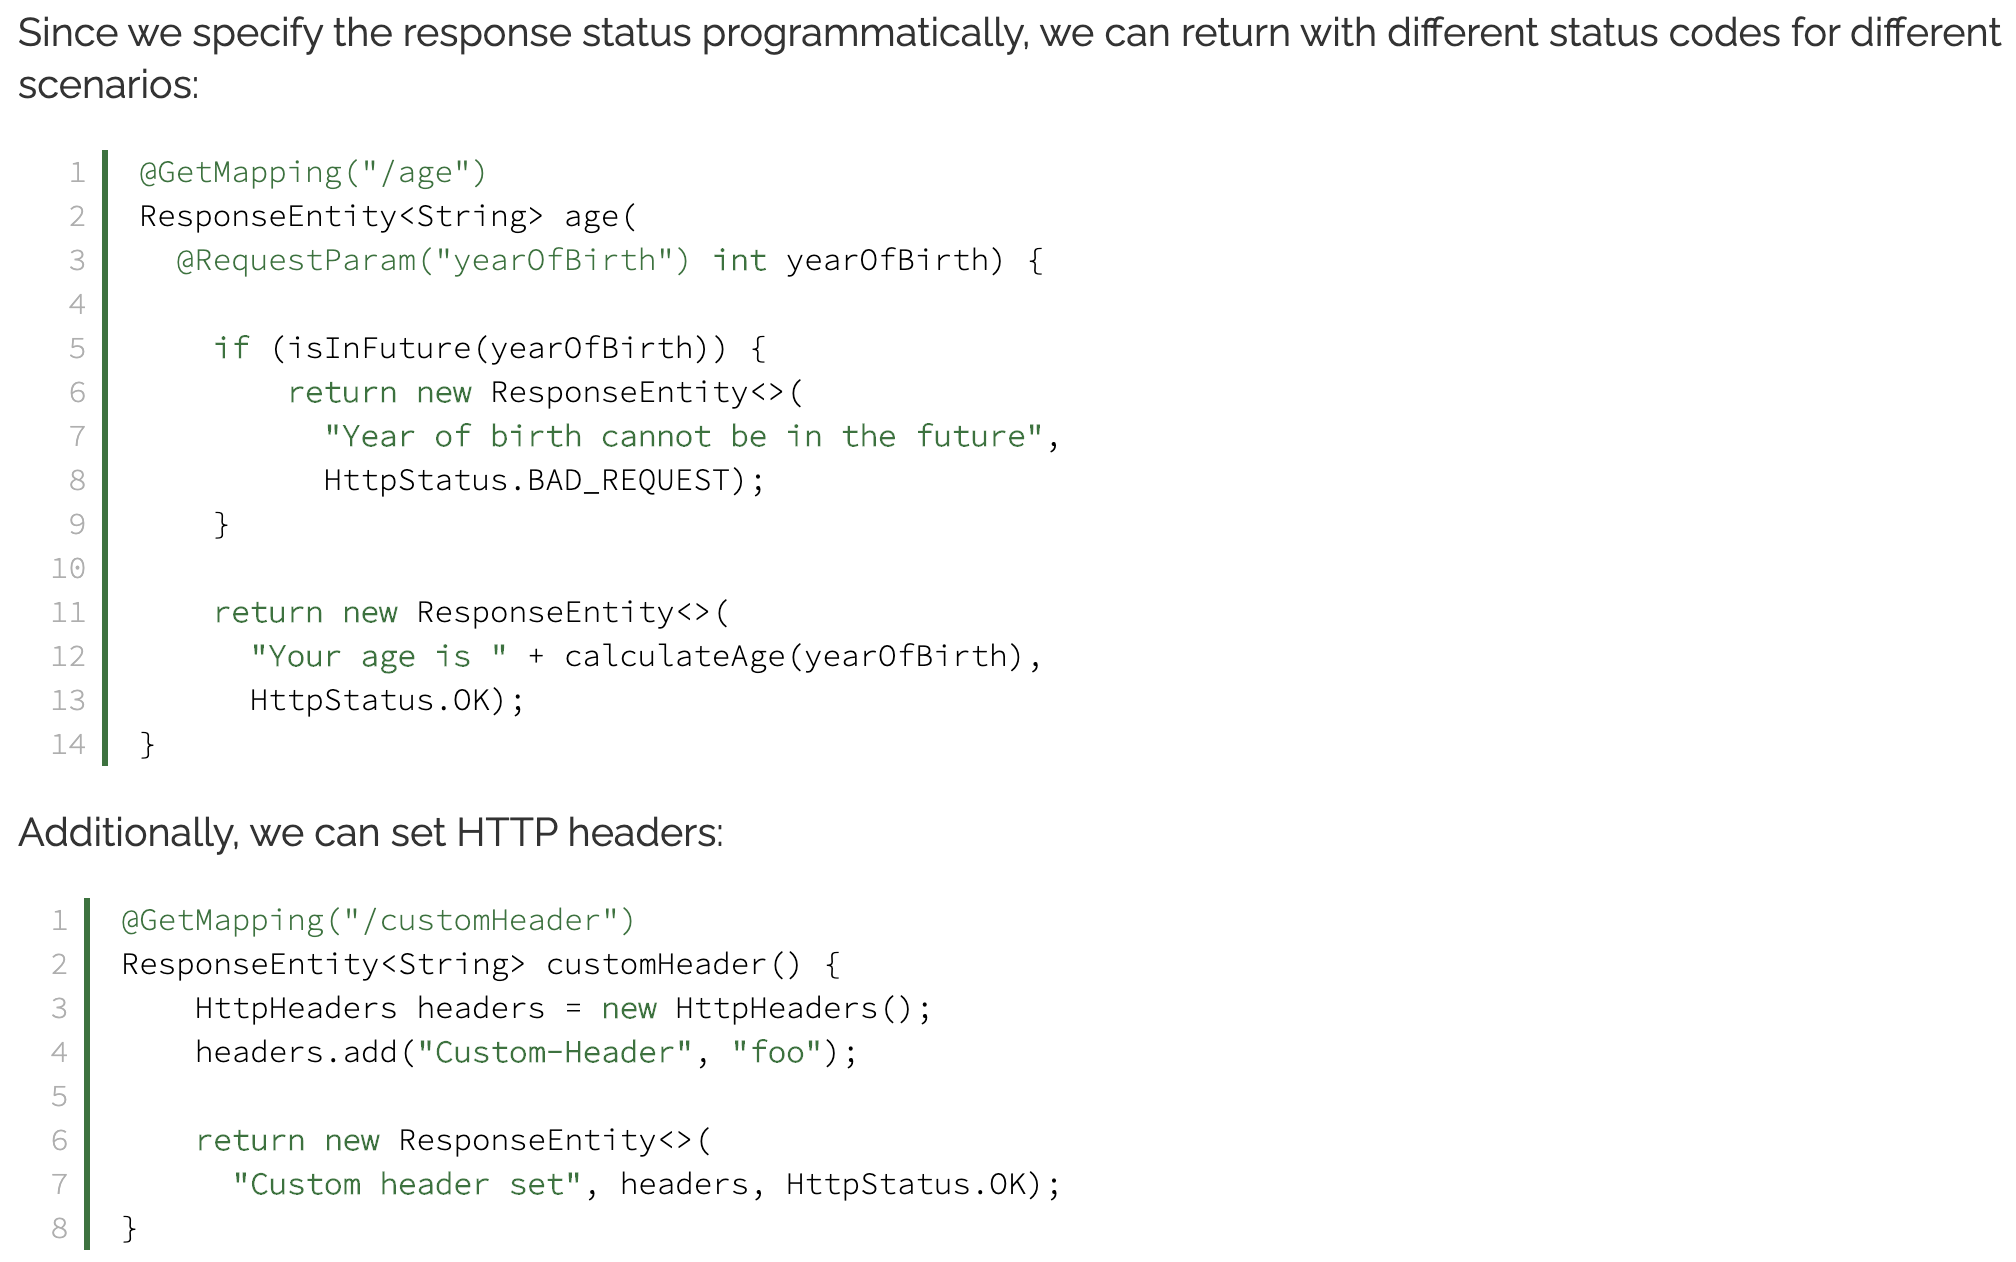 Since we specify the response status programmatically, we can return with different status codes for different
scenarios:
1 @GetMapping("/age")
2 ResponseEntity<String> age(
3   @RequestParam("yearOfBirth") int yearOfBirth) {
4
5     if (isInFuture(yearOfBirth)) {
6         return new ResponseEntity<>(
7           "Year of birth cannot be in the future",
8           HttpStatus.BAD_REQUEST);
9     }
10
11     return new ResponseEntity<>(
12       "Your age is " + calculateAge(yearOfBirth),
13       HttpStatus.OK);
14 }
Additionally, we can set HTTP headers:
1 @GetMapping("/customHeader")
2 ResponseEntity<String> customHeader() {
3     HttpHeaders headers = new HttpHeaders();
4     headers.add("Custom-Header", "foo");
5
6     return new ResponseEntity<>(
7       "Custom header set", headers, HttpStatus.OK);
8 }